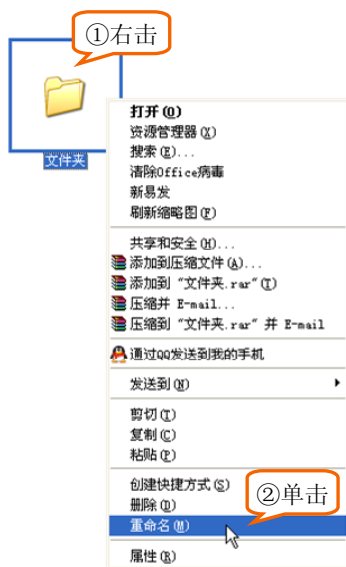 ①右击
文件夹
打开(O)
资源管理器(X)
搜索(E)...
清除Office病毒
新易发
刷新缩略图(F)
共享和安全(H)...
添加到压缩文件(A)...
添加到 "文件夹.rar"(T)
压缩并 E-mail...
压缩到 "文件夹.rar" 并 E-mail
通过QQ发送到我的手机
发送到(N)
剪切(T)
复制(C)
粘贴(P)
创建快捷方式(S)
②单击
删除(D)
重命名(M)
属性(R)